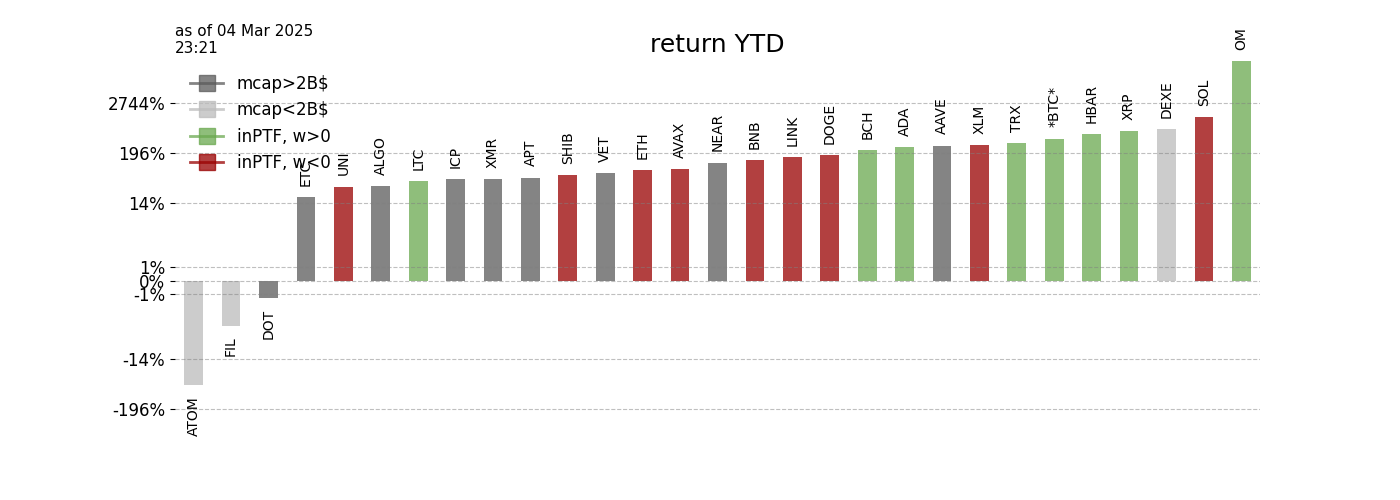 as of 04 Mar 2025
23:21
return YTD
mcap>2B$
mcap<2B$
inPTF, w>0
inPTF, w<0
2744%
196%
14%
1%
0%
-1%
-14%
-196%
ATOM
FIL
DOT
ETC
UNI
ALGO
LTC
ICP
XMR
APT
SHIB
VET
ETH
AVAX
NEAR
BNB
LINK
DOGE
BCH
ADA
AAVE
XLM
TRX
*BTC*
HBAR
XRP
DEXE
SOL
OM